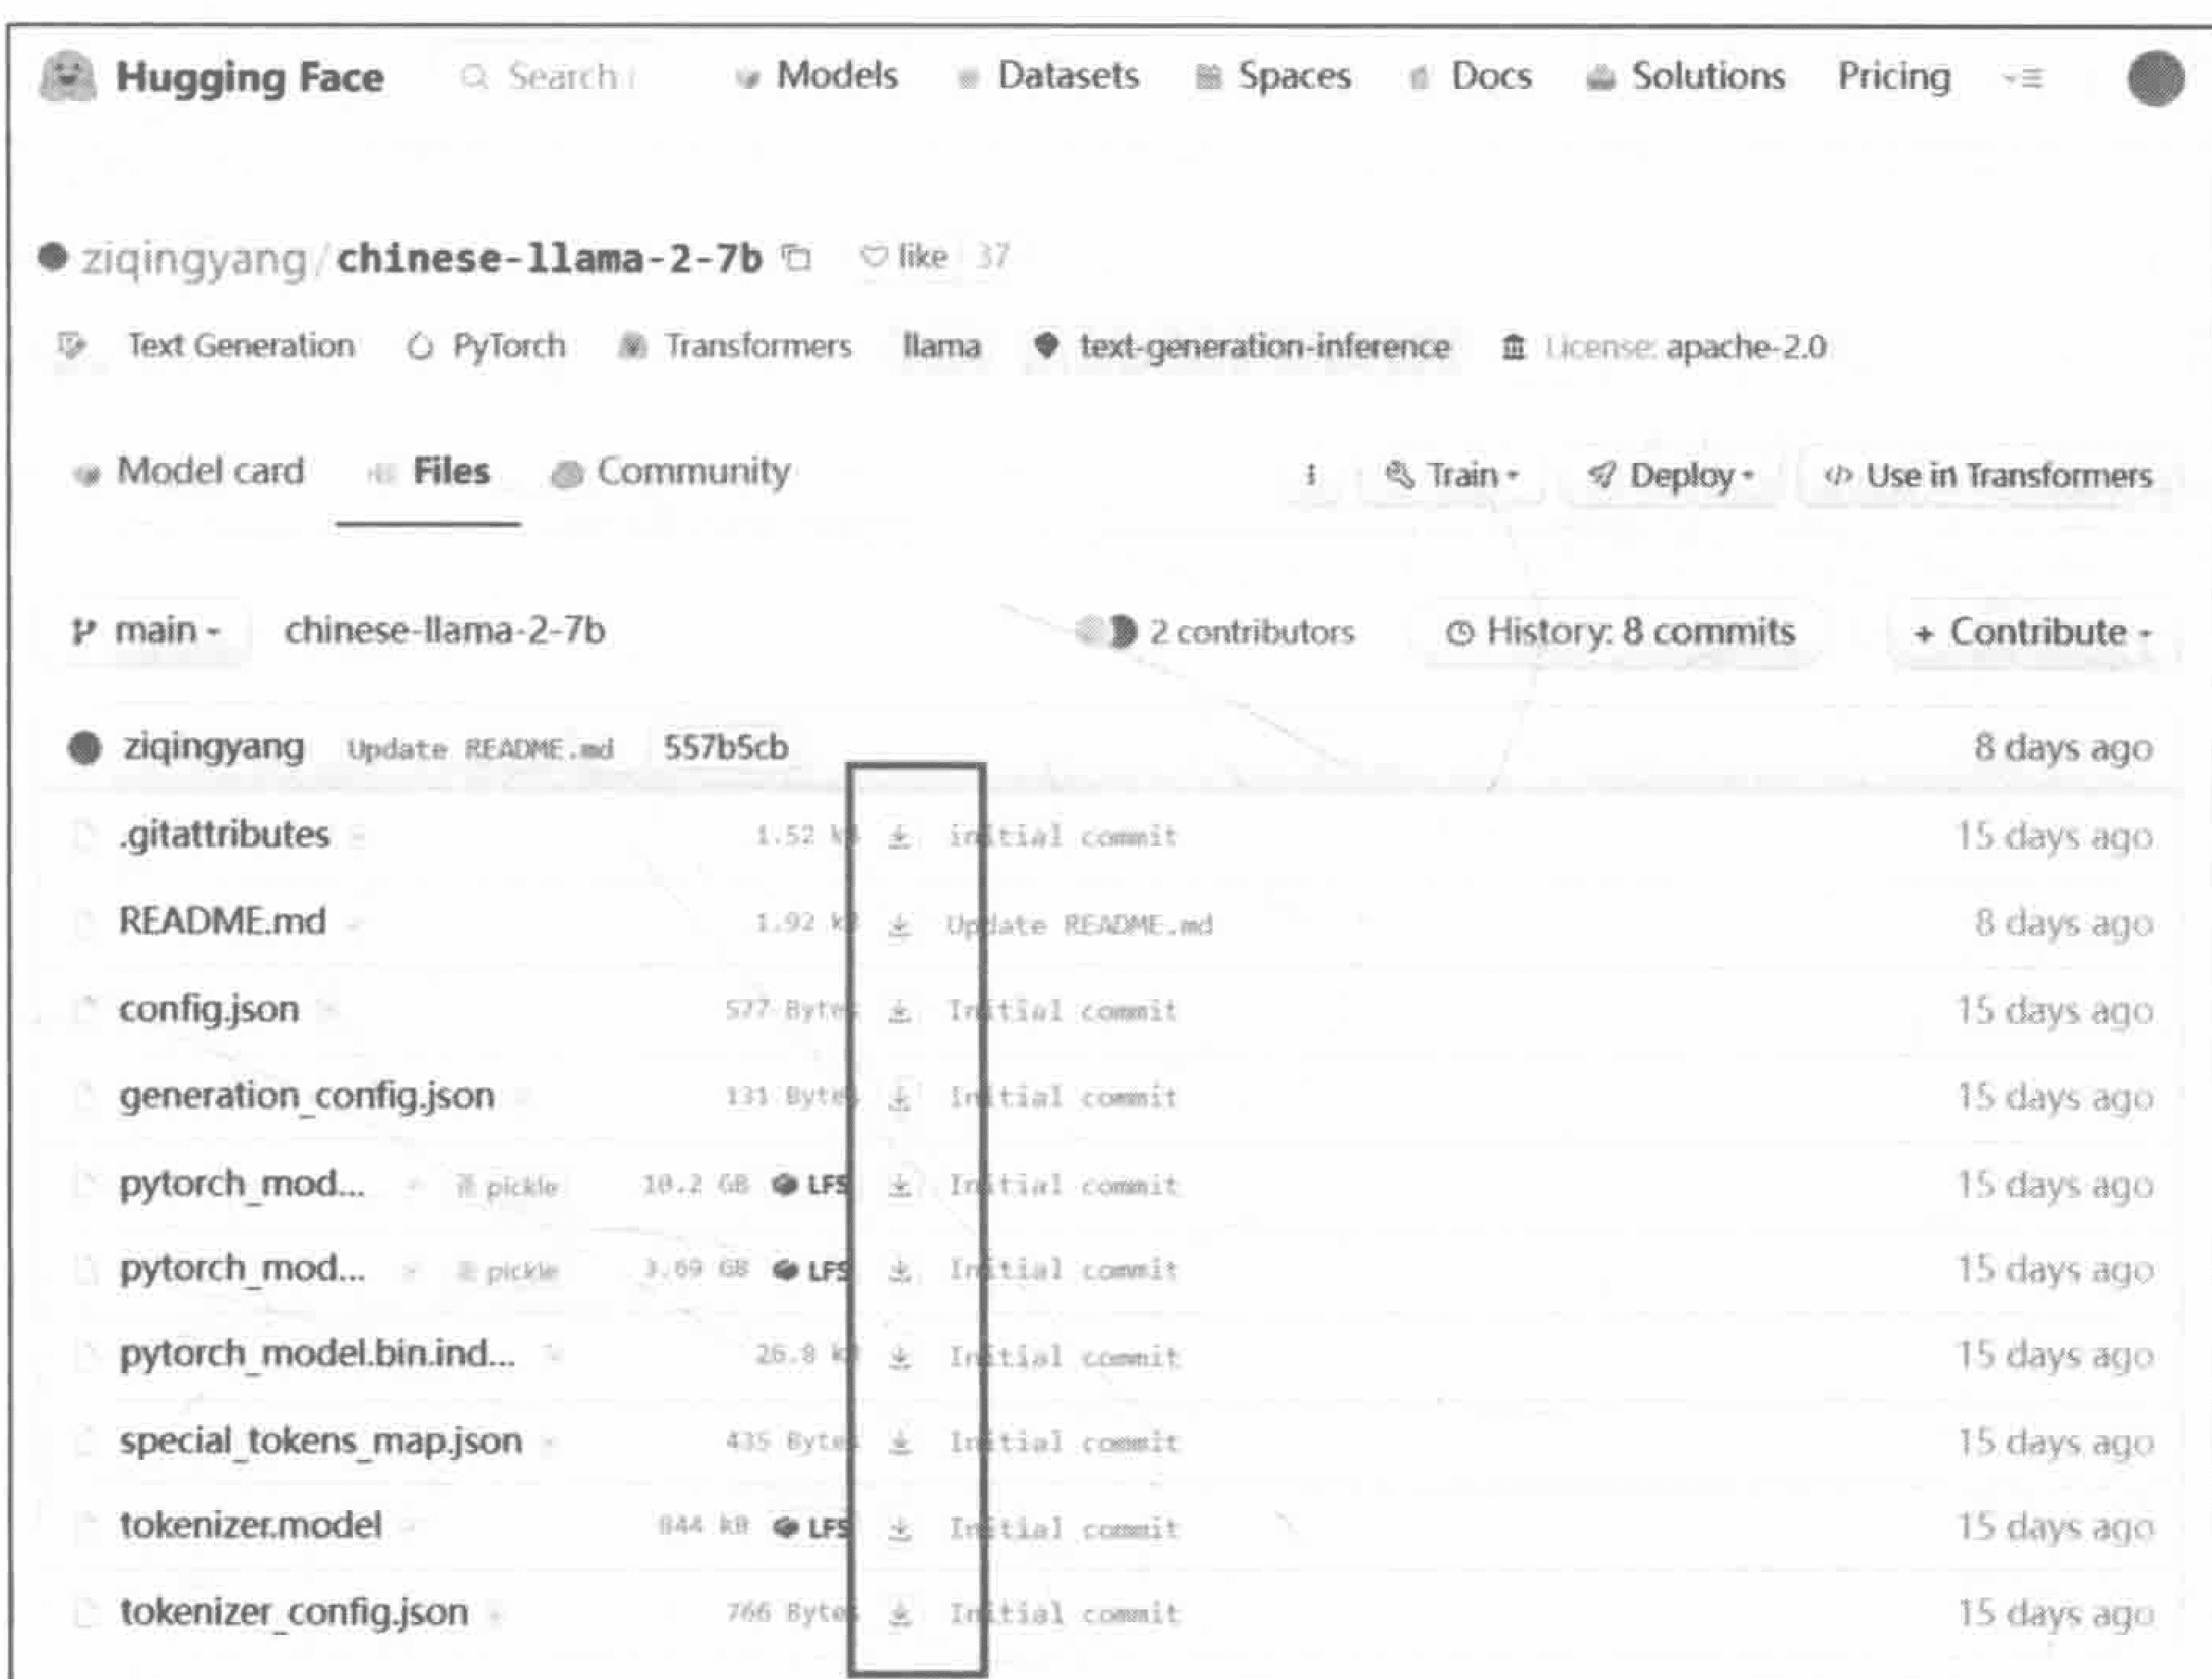 Hugging Face Search Models Datasets Spaces Docs Solutions Pricing
ziqingyang/chinese-llama-2-7b like 37
Text Generation PyTorch Transformers llama text-generation-inference License: apache-2.0
Model card Files Community Train Deploy </> Use in Transformers
main chinese-llama-2-7b 2 contributors History: 8 commits + Contribute
ziqingyang Update README.md 557b5cb 8 days ago
.gitattributes 1.52 kB initial commit 15 days ago
README.md 1.92 kB Update README.md 8 days ago
config.json 577 Bytes Initial commit 15 days ago
generation_config.json 131 Bytes Initial commit 15 days ago
pytorch_mod... pickle 10.2 GB LFS Initial commit 15 days ago
pytorch_mod... pickle 3.69 GB LFS Initial commit 15 days ago
pytorch_model.bin.ind... 26.8 kB Initial commit 15 days ago
special_tokens_map.json 435 Bytes Initial commit 15 days ago
tokenizer.model 844 kB LFS Initial commit 15 days ago
tokenizer_config.json 766 Bytes Initial commit 15 days ago